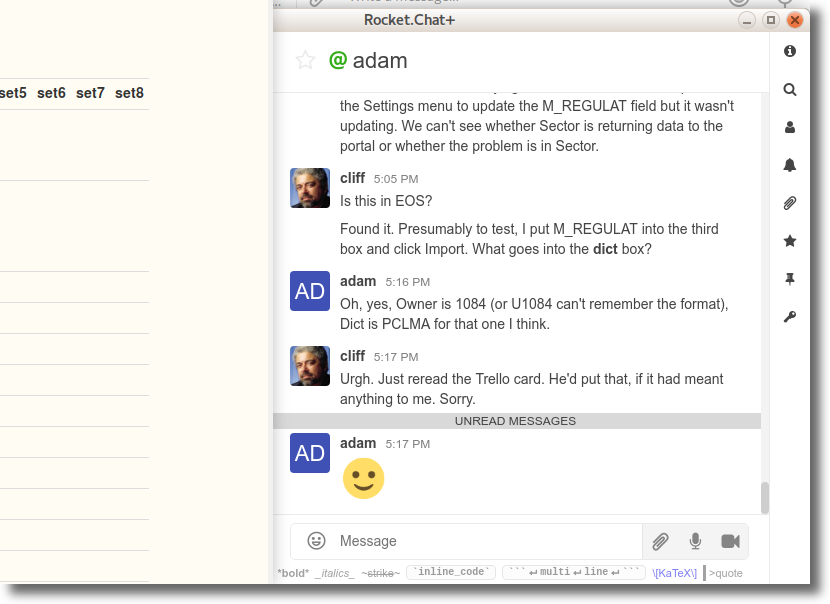 Rocket.Chat+
@ adam
set5 set6 set7 set8
the Settings menu to update the M_REGULAT field but it wasn't
updating. We can't see whether Sector is returning data to the
portal or whether the problem is in Sector.
cliff 5:05 PM
Is this in EOS?
Found it. Presumably to test, I put M_REGULAT into the third
box and click Import. What goes into the dict box?
AD
adam 5:16 PM
Oh, yes, Owner is 1084 (or U1084 can't remember the format),
Dict is PCLMA for that one I think.
cliff 5:17 PM
Urgh. Just reread the Trello card. He'd put that, if it had meant
anything to me. Sorry.
UNREAD MESSAGES
AD
adam 5:17 PM
Message
*bold* _italics_ ~strike~ `inline_code` ```↵multi↵line↵``` \[KaTeX\] >quote